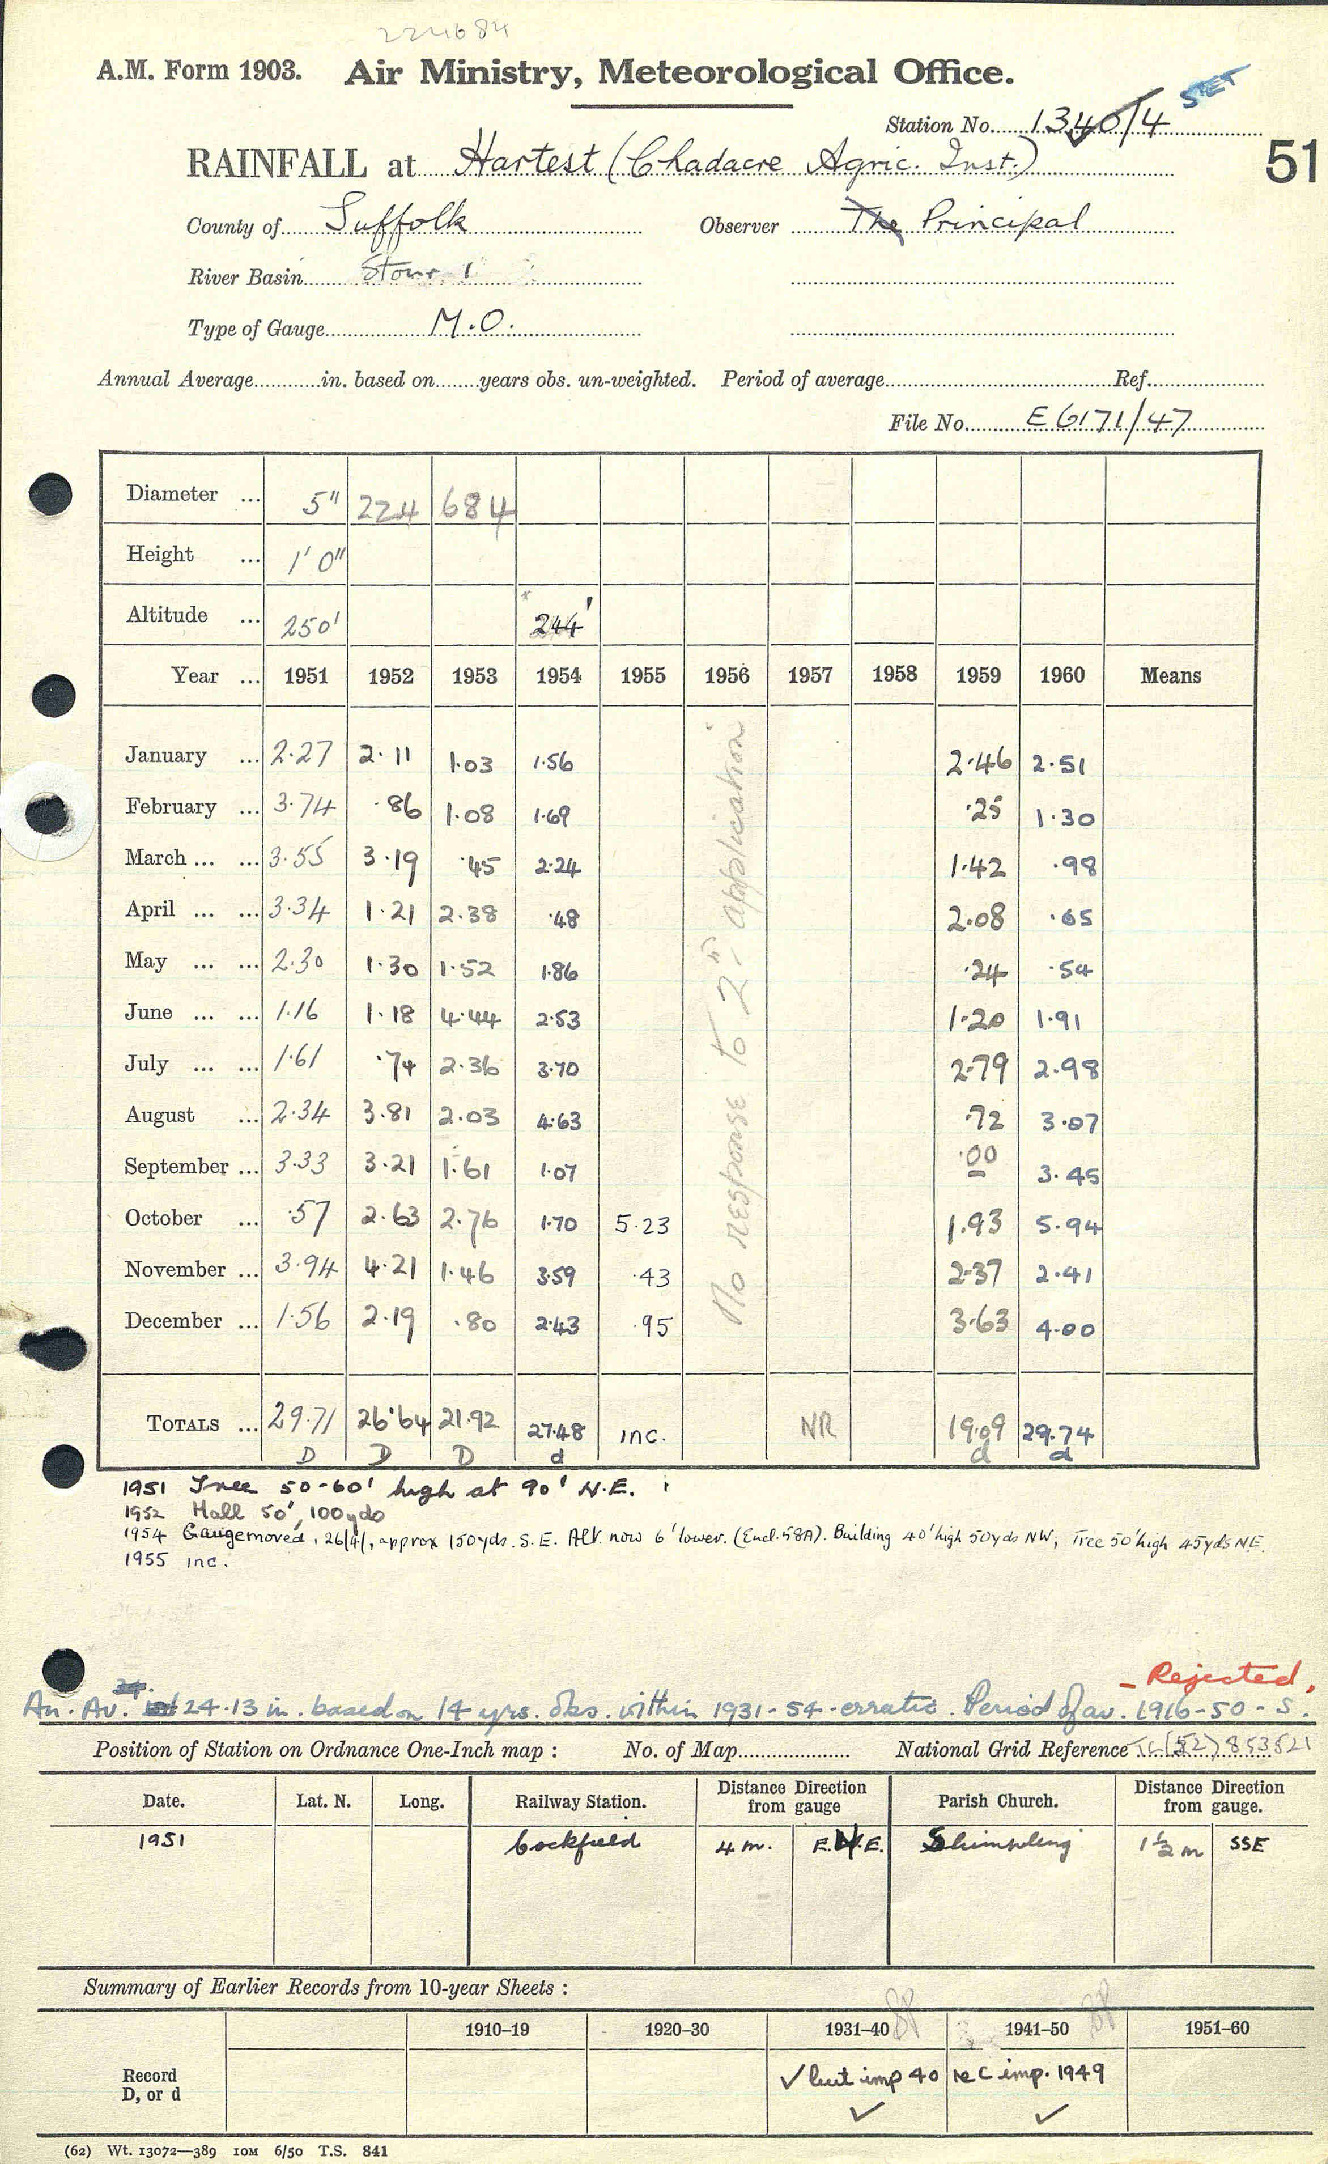 224684
A.M. Form 1903. Air Ministry, Meteorological Office.
Station No. 1340/4 SET
RAINFALL at Hartest (Chadacre Agric. Inst.) 51
County of Suffolk Observer The Principal
River Basin Stour 1
Type of Gauge M.O.
Annual Average in. based on years obs. un-weighted. Period of average Ref.
File No. E6171/47
Diameter ... 5" 224 684
Height ... 1' 0"
Altitude ... 250' 244'
Year ... 1951 1952 1953 1954 1955 1956 1957 1958 1959 1960 Means
No response to 2nd application
January ... 2.27 2.11 1.03 1.56 2.46 2.51
February ... 3.74 .86 1.08 1.69 .25 1.30
March ... ... 3.55 3.19 .45 2.24 1.42 .98
April ... ... 3.34 1.21 2.38 .48 2.08 .65
May ... ... 2.30 1.30 1.52 1.86 .24 .54
June ... ... 1.16 1.18 4.44 2.53 1.20 1.91
July ... ... 1.61 .74 2.36 3.70 2.79 2.98
August ... 2.34 3.81 2.03 4.63 .72 3.07
September ... 3.33 3.21 1.61 1.07 .00 3.45
October ... .57 2.63 2.76 1.70 5.23 1.93 5.94
November ... 3.94 4.21 1.46 3.59 .43 2.37 2.41
December ... 1.56 2.19 .80 2.43 .95 3.63 4.00
TOTALS ... 29.71 26.64 21.92 27.48 inc. NR 19.09 29.74
D D D d d d
1951 Tree 50-60' high at 90' N.E.
1952 Hall 50', 100yds
1954 Gauge moved, 26/4/, approx 150yds. S.E. Alt. now 6' lower. (Encl. 58A). Building 40' high 50yds NW, Tree 50' high 45yds NE.
1955 inc.
- Rejected.
An. Av. 24.13 in. based on 14 yrs. obs. within 1931-54-erratic. Period of av. 1916-50-S.
Position of Station on Ordnance One-Inch map : No. of Map National Grid Reference TL (52) 853521
Date. Lat. N. Long. Railway Station. Distance Direction from gauge Parish Church. Distance Direction from gauge.
1951 Cockfield 4 m. E.N.E. Shimpling 1½ m SSE
Summary of Earlier Records from 10-year Sheets :
1910-19 1920-30 1931-40 1941-50 1951-60
Record D, or d ✓ but imp 40 rec imp. 1949
✓ ✓
(62) Wt. 13072—389 10M 6/50 T.S. 841